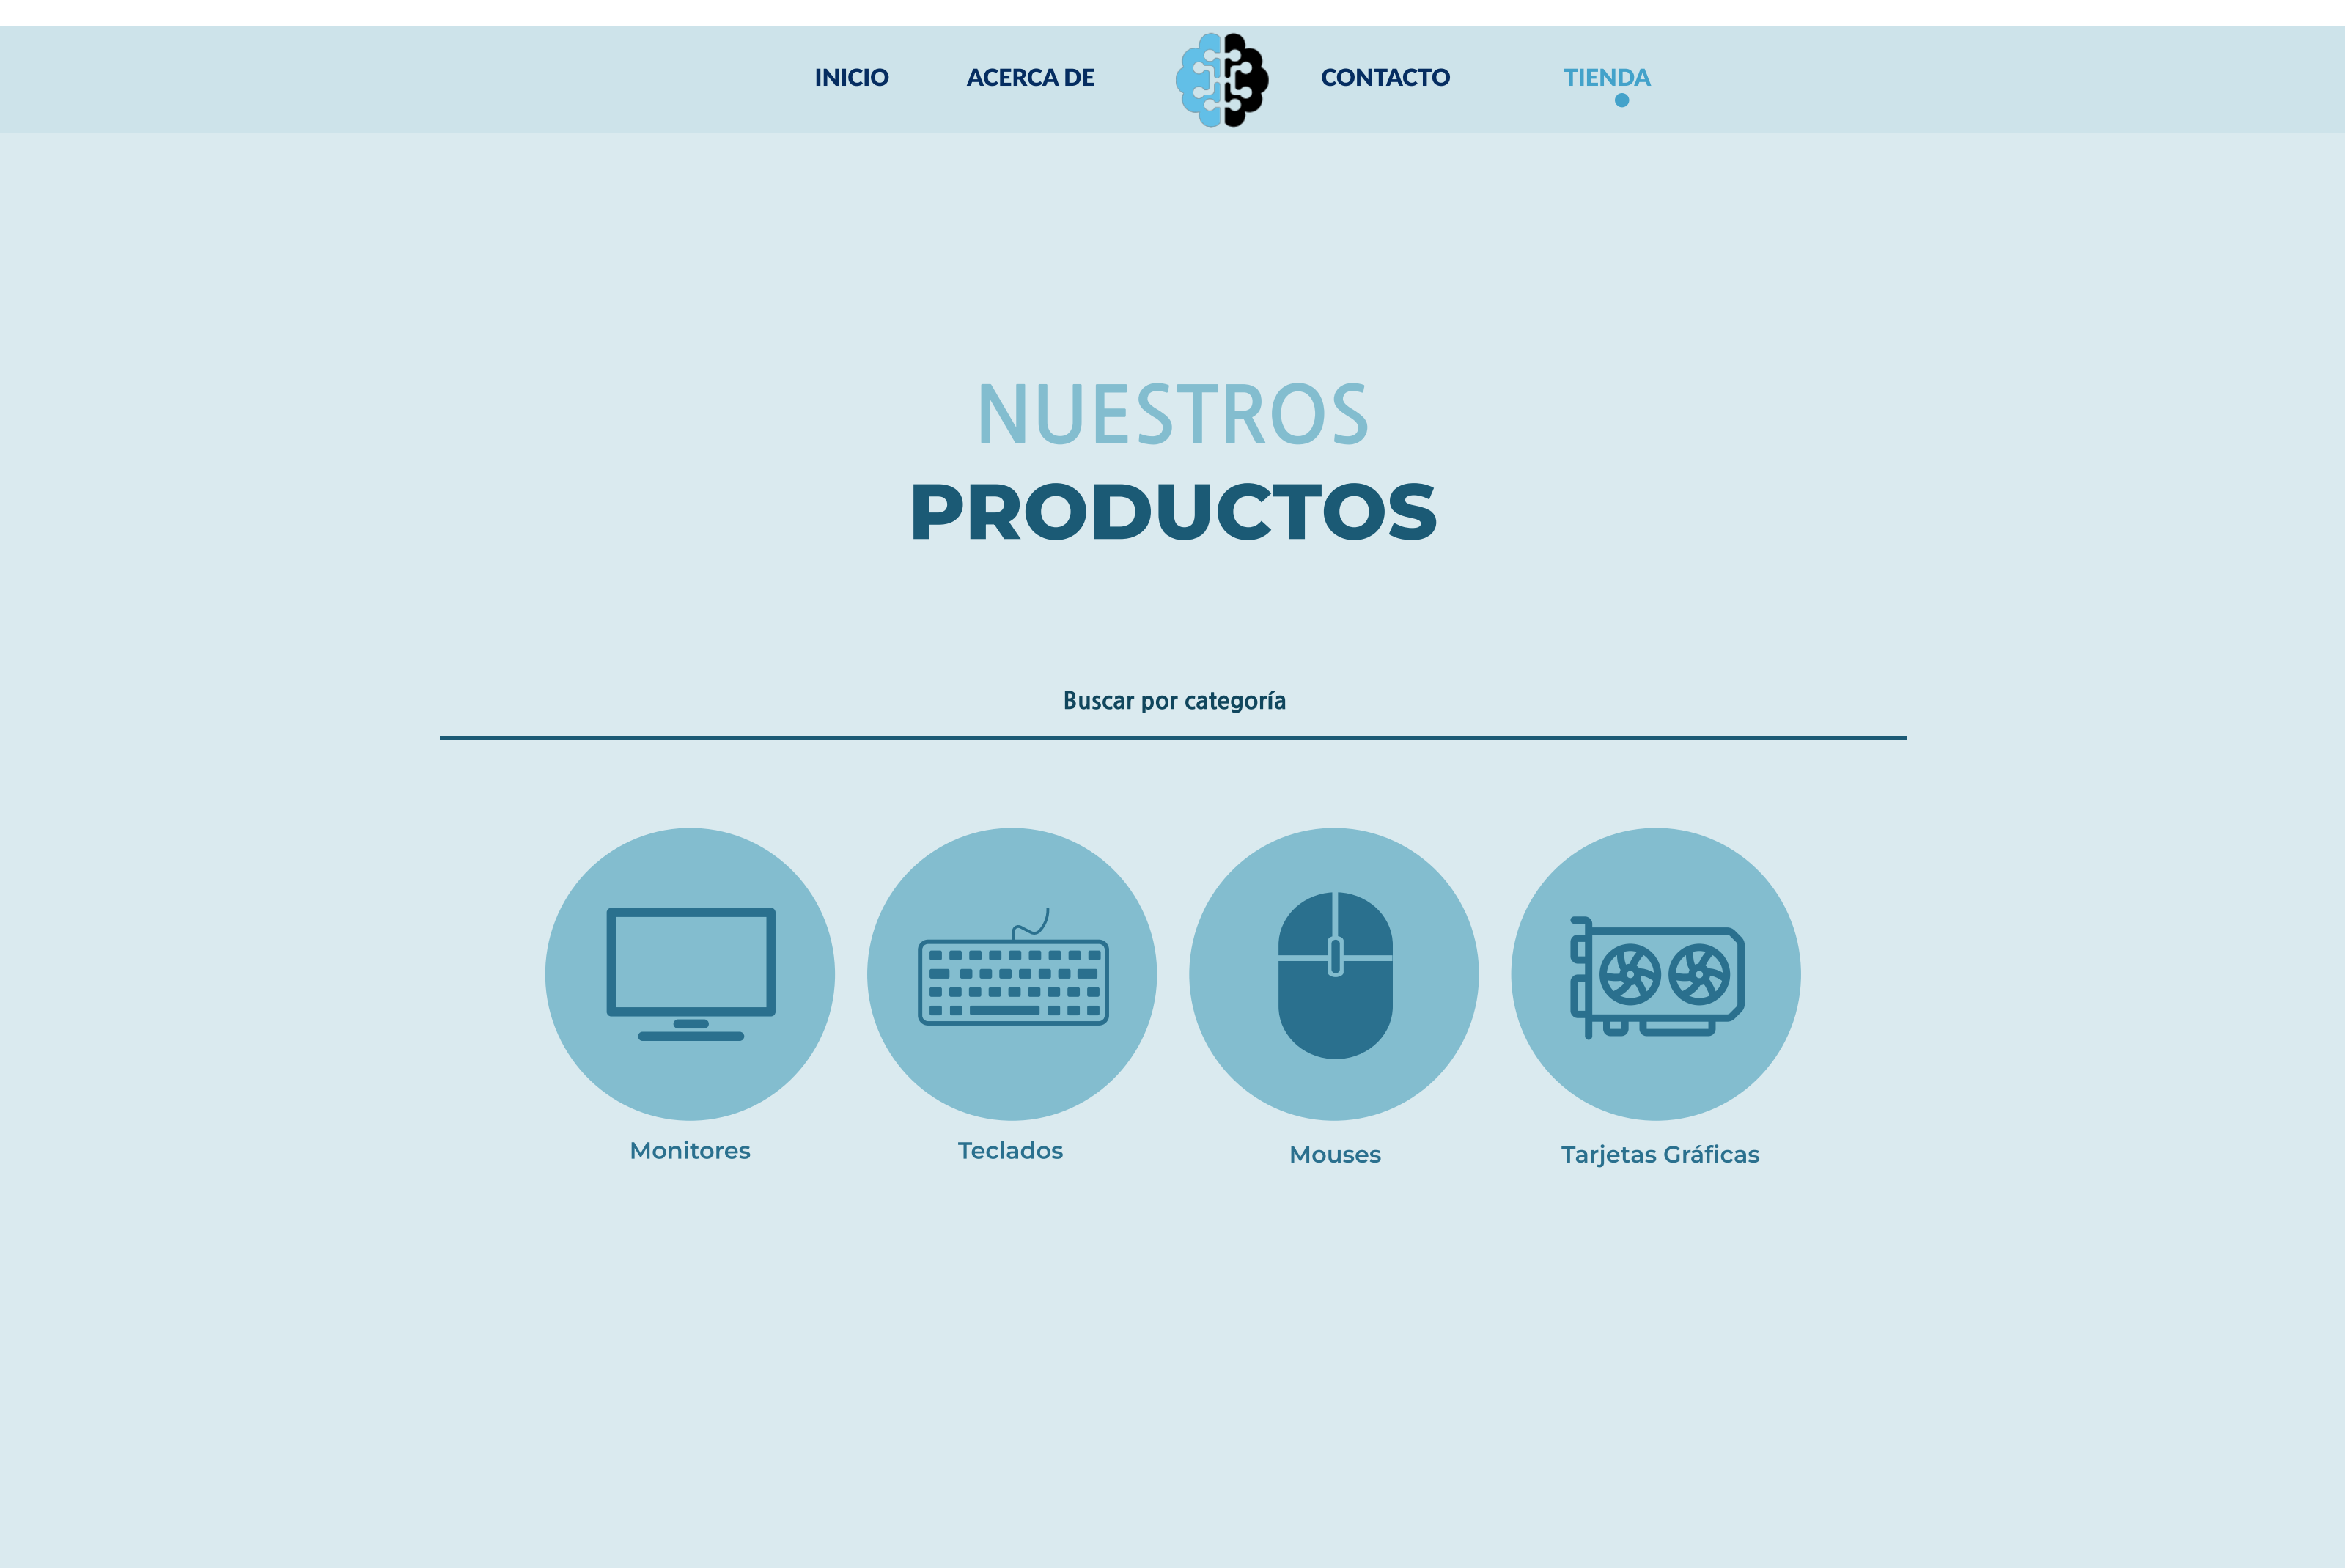 INICIO ACERCA DE CONTACTO TIENDA
NUESTROS
PRODUCTOS
Buscar por categoría
Monitores Teclados Mouses Tarjetas Gráficas